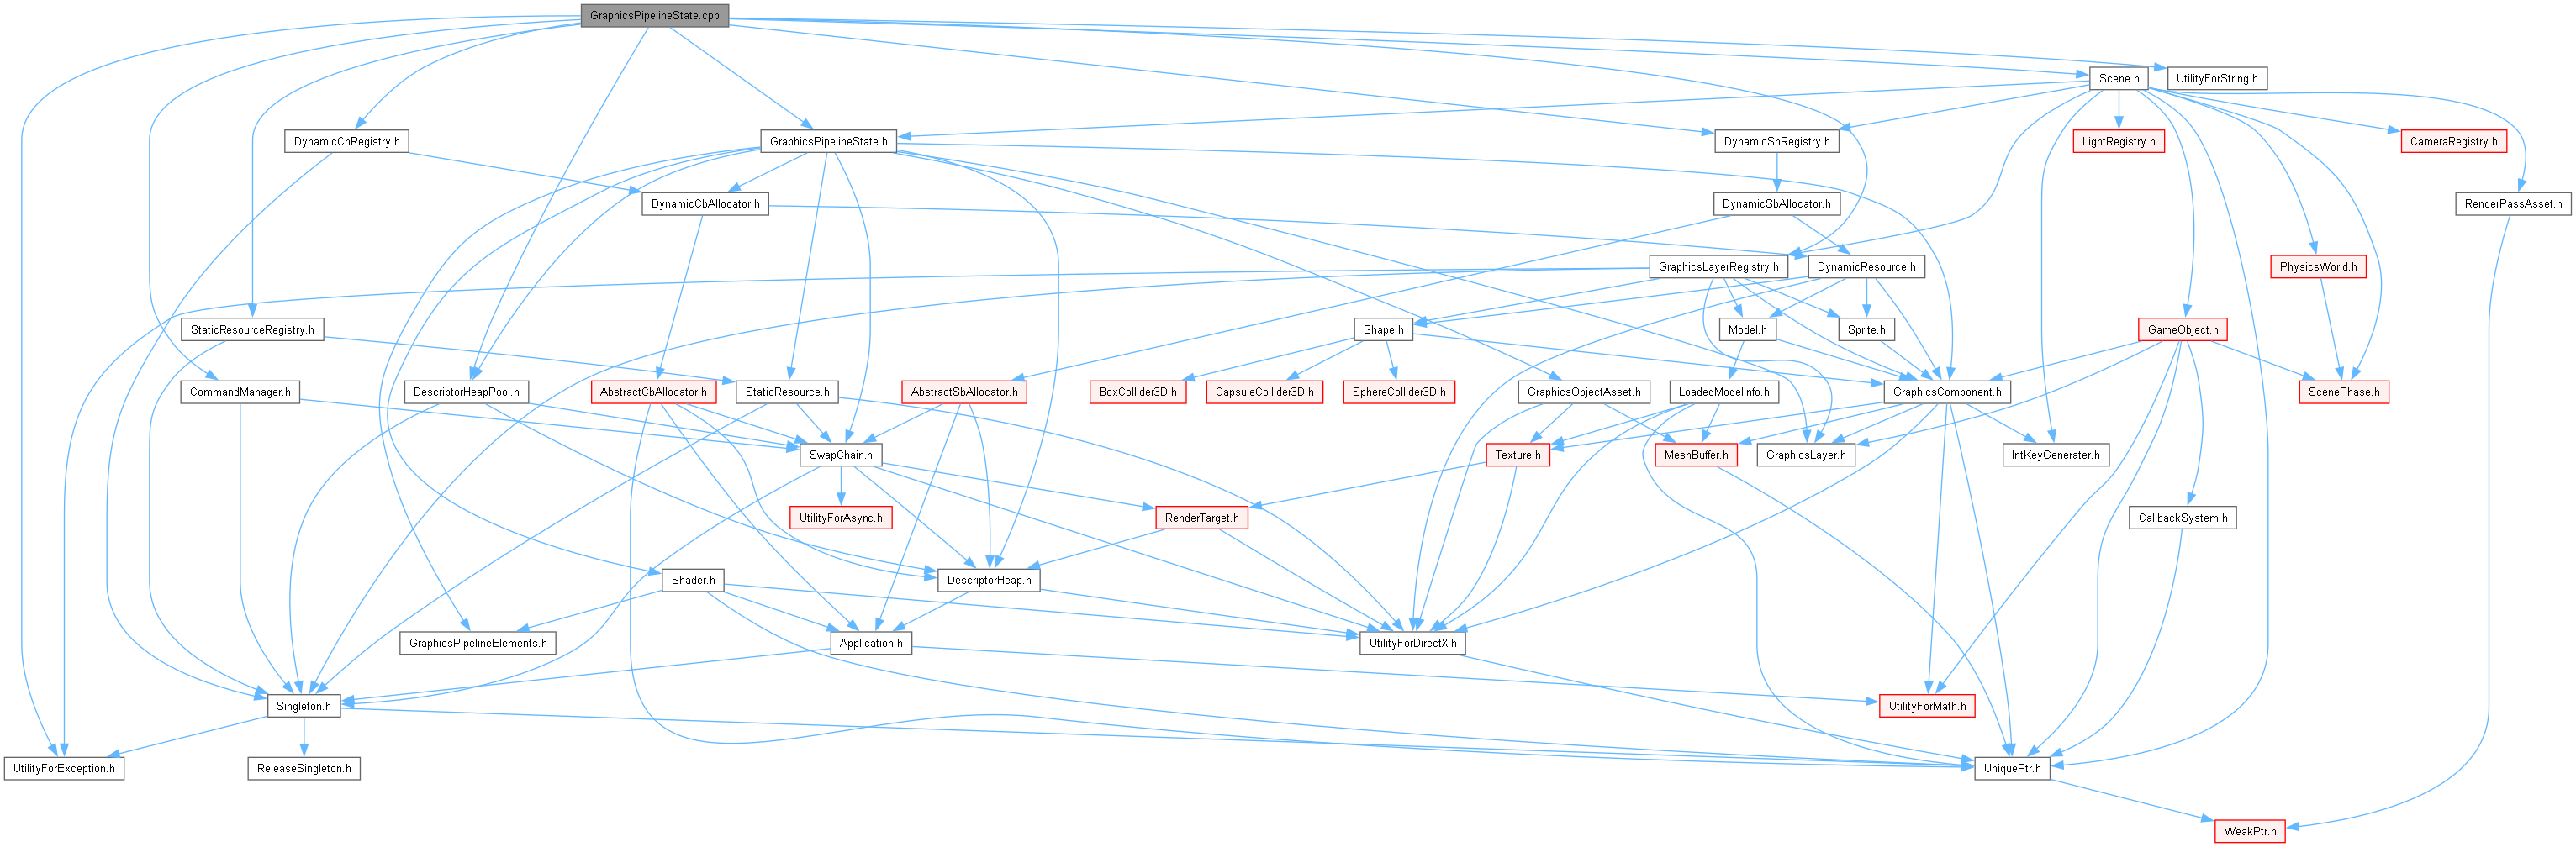 GraphicsPipelineState.cpp
Scene.h
UtilityForString.h
DynamicCbRegistry.h
GraphicsPipelineState.h
DynamicSbRegistry.h
LightRegistry.h
CameraRegistry.h
DynamicCbAllocator.h
DynamicSbAllocator.h
RenderPassAsset.h
GraphicsLayerRegistry.h
DynamicResource.h
PhysicsWorld.h
StaticResourceRegistry.h
Shape.h
Model.h
Sprite.h
GameObject.h
CommandManager.h
DescriptorHeapPool.h
AbstractCbAllocator.h
StaticResource.h
AbstractSbAllocator.h
BoxCollider3D.h
CapsuleCollider3D.h
SphereCollider3D.h
GraphicsObjectAsset.h
LoadedModelInfo.h
GraphicsComponent.h
ScenePhase.h
SwapChain.h
Texture.h
MeshBuffer.h
GraphicsLayer.h
IntKeyGenerater.h
UtilityForAsync.h
RenderTarget.h
CallbackSystem.h
Shader.h
DescriptorHeap.h
GraphicsPipelineElements.h
Application.h
UtilityForDirectX.h
Singleton.h
UtilityForMath.h
UtilityForException.h
ReleaseSingleton.h
UniquePtr.h
WeakPtr.h